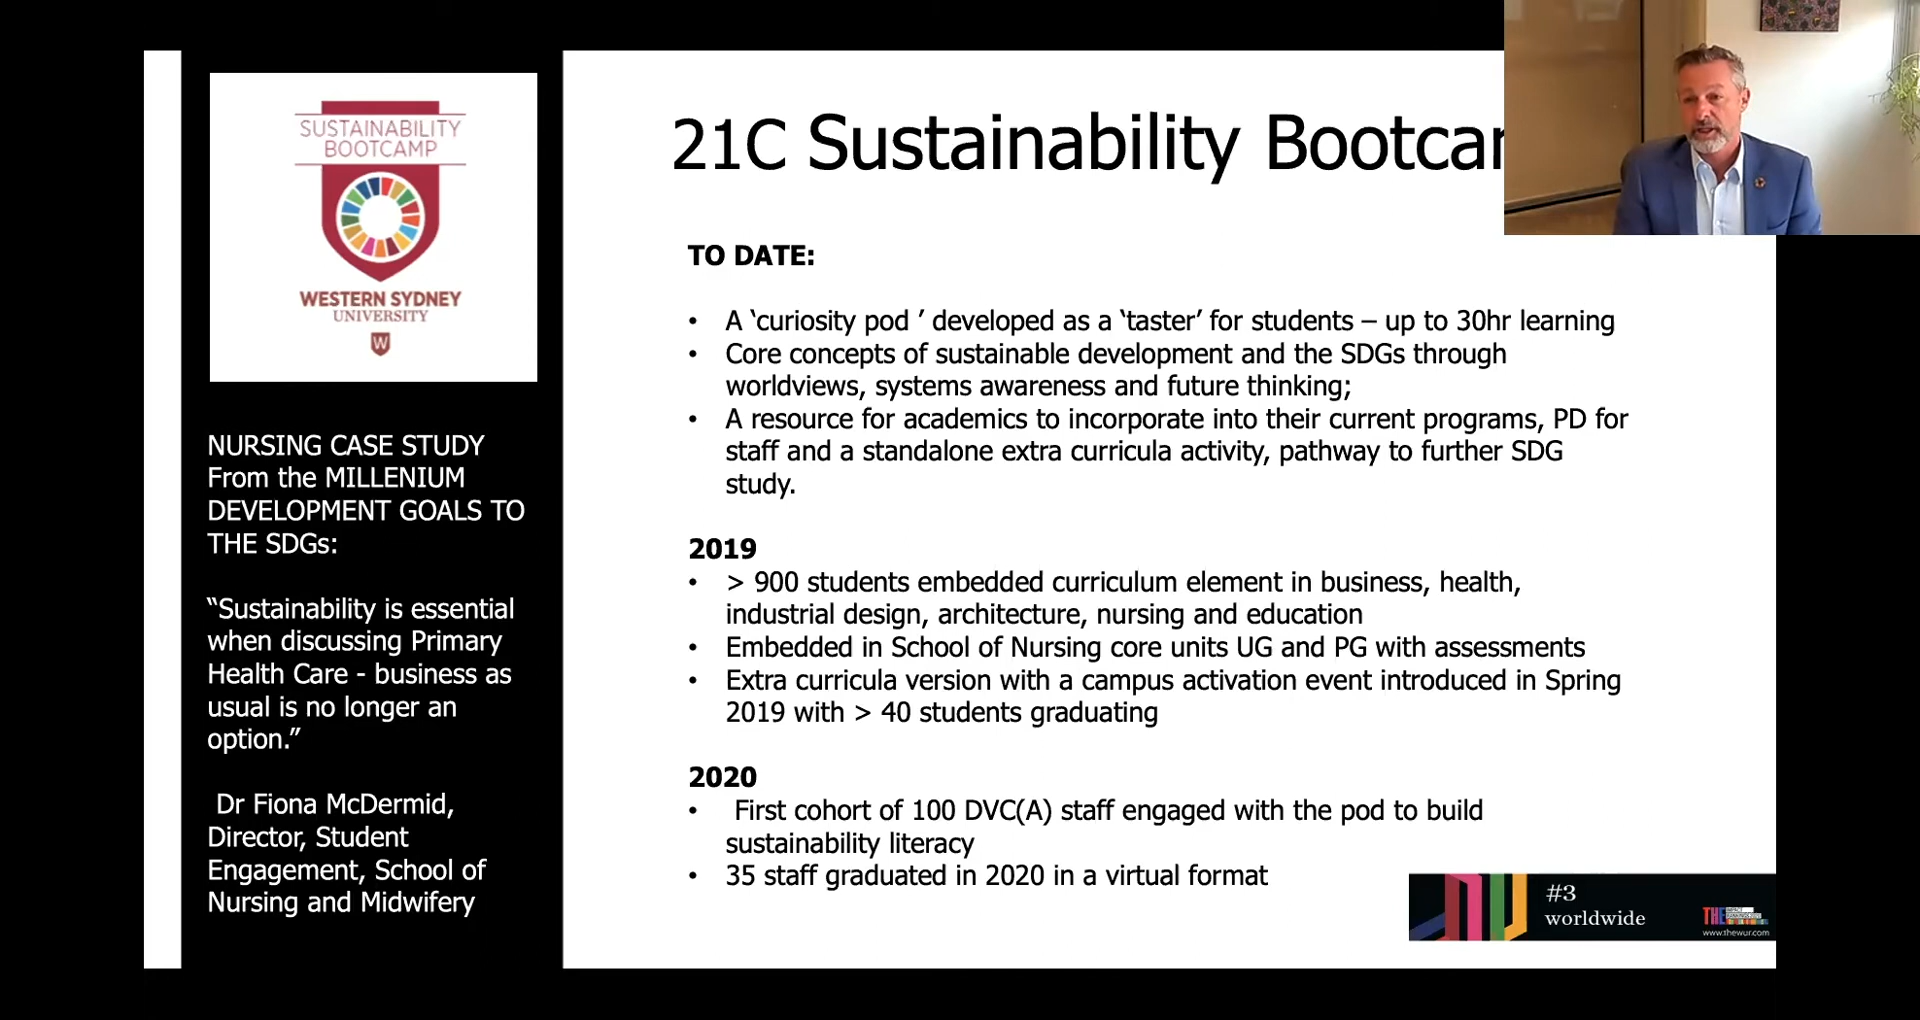 SUSTAINABILITY
BOOTCAMP
WESTERN SYDNEY
UNIVERSITY
W
NURSING CASE STUDY
From the MILLENIUM
DEVELOPMENT GOALS TO
THE SDGs:
“Sustainability is essential
when discussing Primary
Health Care - business as
usual is no longer an
option.”
Dr Fiona McDermid,
Director, Student
Engagement, School of
Nursing and Midwifery
21C Sustainability Bootcam
TO DATE:
• A ‘curiosity pod ’ developed as a ‘taster’ for students – up to 30hr learning
• Core concepts of sustainable development and the SDGs through
worldviews, systems awareness and future thinking;
• A resource for academics to incorporate into their current programs, PD for
staff and a standalone extra curricula activity, pathway to further SDG
study.
2019
• > 900 students embedded curriculum element in business, health,
industrial design, architecture, nursing and education
• Embedded in School of Nursing core units UG and PG with assessments
• Extra curricula version with a campus activation event introduced in Spring
2019 with > 40 students graduating
2020
• First cohort of 100 DVC(A) staff engaged with the pod to build
sustainability literacy
• 35 staff graduated in 2020 in a virtual format
#3
worldwide
THE
www.thewur.com